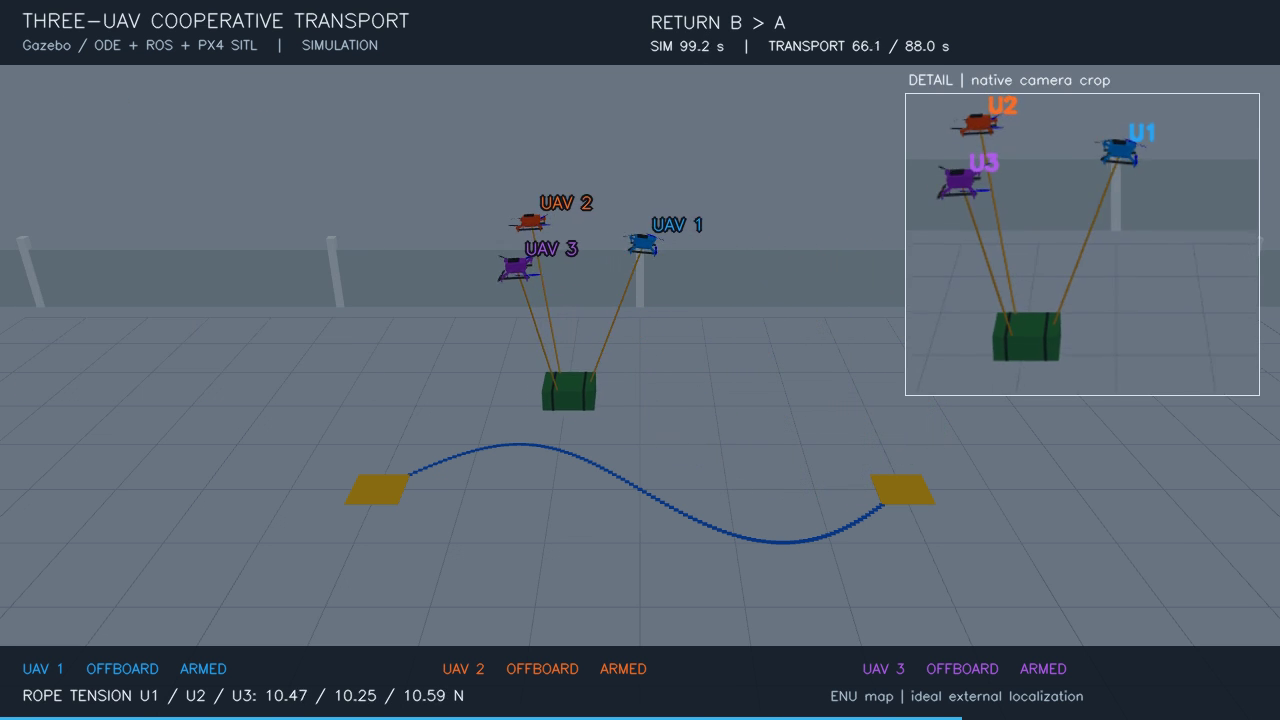 THREE-UAV COOPERATIVE TRANSPORT
Gazebo / ODE + ROS + PX4 SITL | SIMULATION
RETURN B > A
SIM 99.2 s | TRANSPORT 66.1 / 88.0 s
DETAIL | native camera crop
U2
U1
U3
UAV 2
UAV 1
UAV 3
UAV 1 OFFBOARD ARMED
UAV 2 OFFBOARD ARMED
UAV 3 OFFBOARD ARMED
ROPE TENSION U1 / U2 / U3: 10.47 / 10.25 / 10.59 N
ENU map | ideal external localization